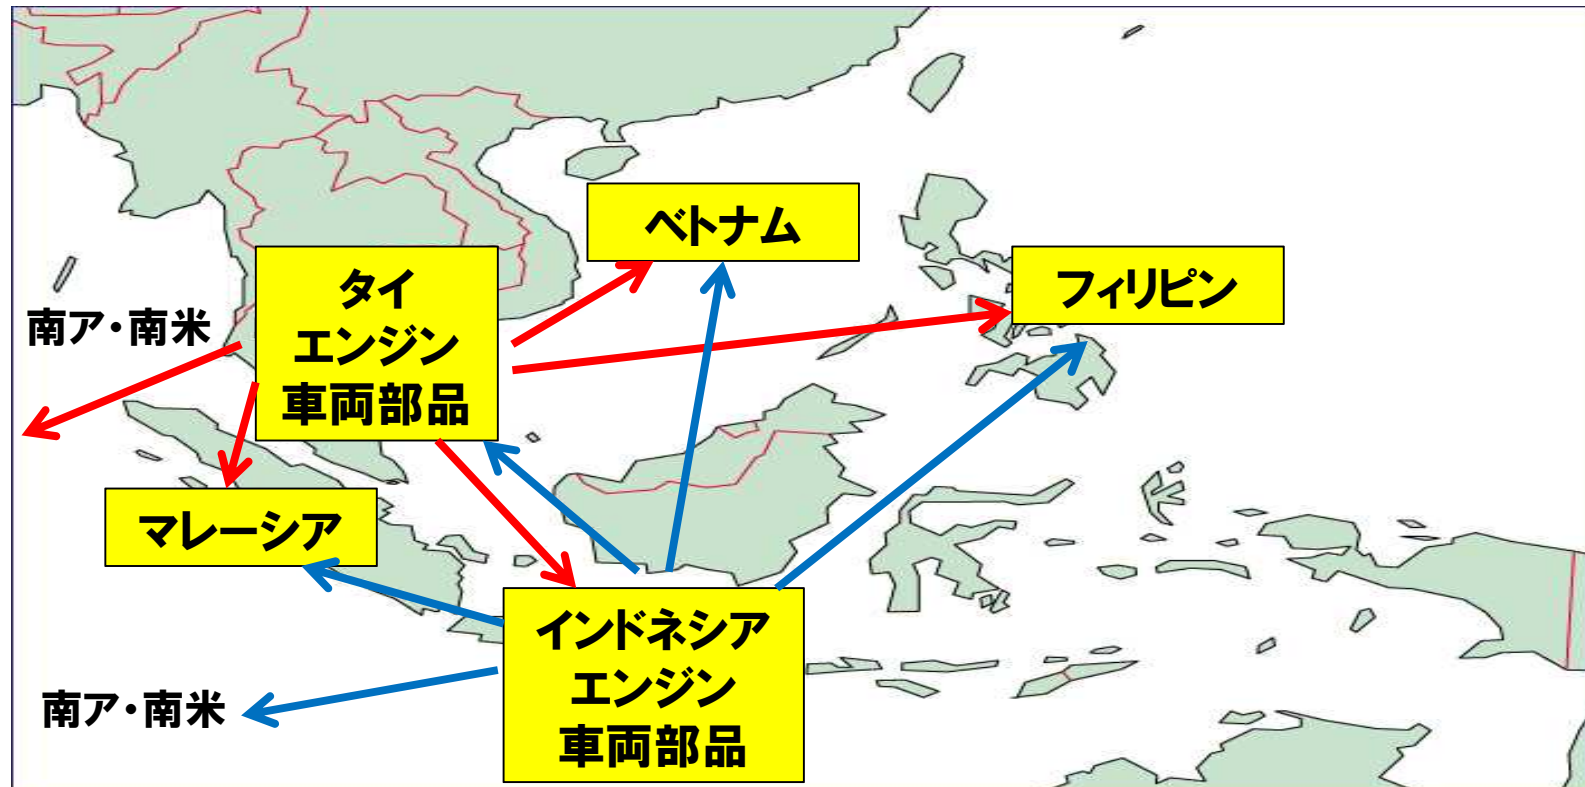 ベトナム
タイ
エンジン
車両部品
フィリピン
南ア・南米
マレーシア
インドネシア
エンジン
車両部品
南ア・南米